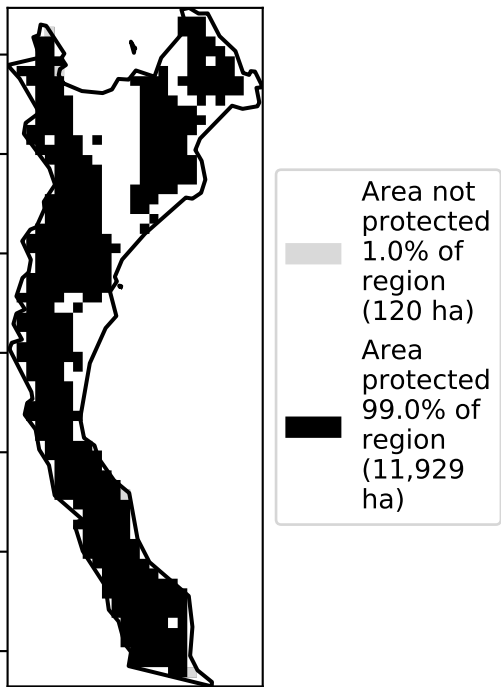 Area not
protected
1.0% of
region
(120 ha)
Area
protected
99.0% of
region
(11,929
ha)